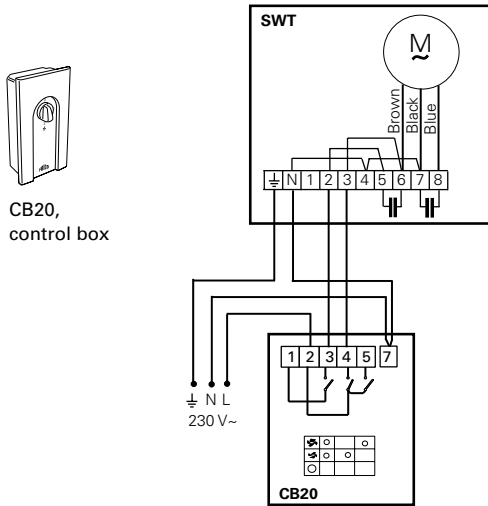 SWT
M
~
Brown
Black
Blue
N 1 2 3 4 5 6 7 8
CB20,
control box
1 2 3 4 5 7
N L
230 V~
CB20